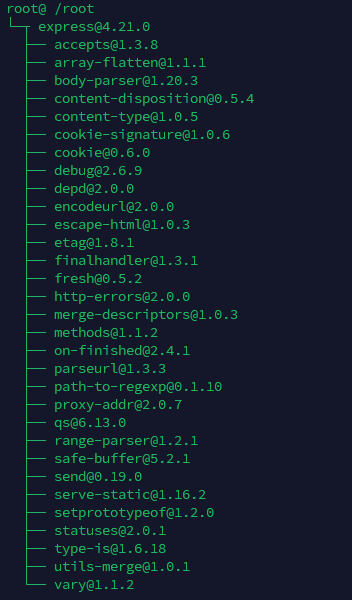 root@ /root
└─┬ express@4.21.0
  ├── accepts@1.3.8
  ├── array-flatten@1.1.1
  ├── body-parser@1.20.3
  ├── content-disposition@0.5.4
  ├── content-type@1.0.5
  ├── cookie-signature@1.0.6
  ├── cookie@0.6.0
  ├── debug@2.6.9
  ├── depd@2.0.0
  ├── encodeurl@2.0.0
  ├── escape-html@1.0.3
  ├── etag@1.8.1
  ├── finalhandler@1.3.1
  ├── fresh@0.5.2
  ├── http-errors@2.0.0
  ├── merge-descriptors@1.0.3
  ├── methods@1.1.2
  ├── on-finished@2.4.1
  ├── parseurl@1.3.3
  ├── path-to-regexp@0.1.10
  ├── proxy-addr@2.0.7
  ├── qs@6.13.0
  ├── range-parser@1.2.1
  ├── safe-buffer@5.2.1
  ├── send@0.19.0
  ├── serve-static@1.16.2
  ├── setprototypeof@1.2.0
  ├── statuses@2.0.1
  ├── type-is@1.6.18
  ├── utils-merge@1.0.1
  └── vary@1.1.2